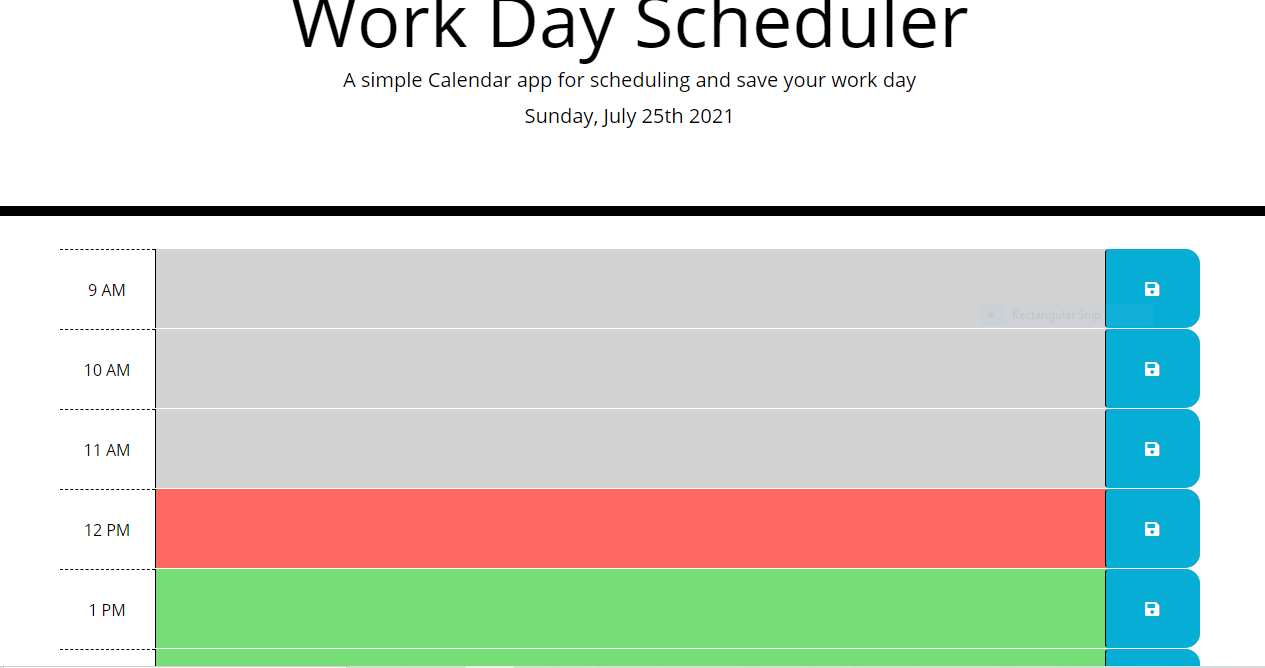 Work Day Scheduler
A simple Calendar app for scheduling and save your work day
Sunday, July 25th 2021
9 AM
Rectangular Snip
10 AM
11 AM
12 PM
1 PM